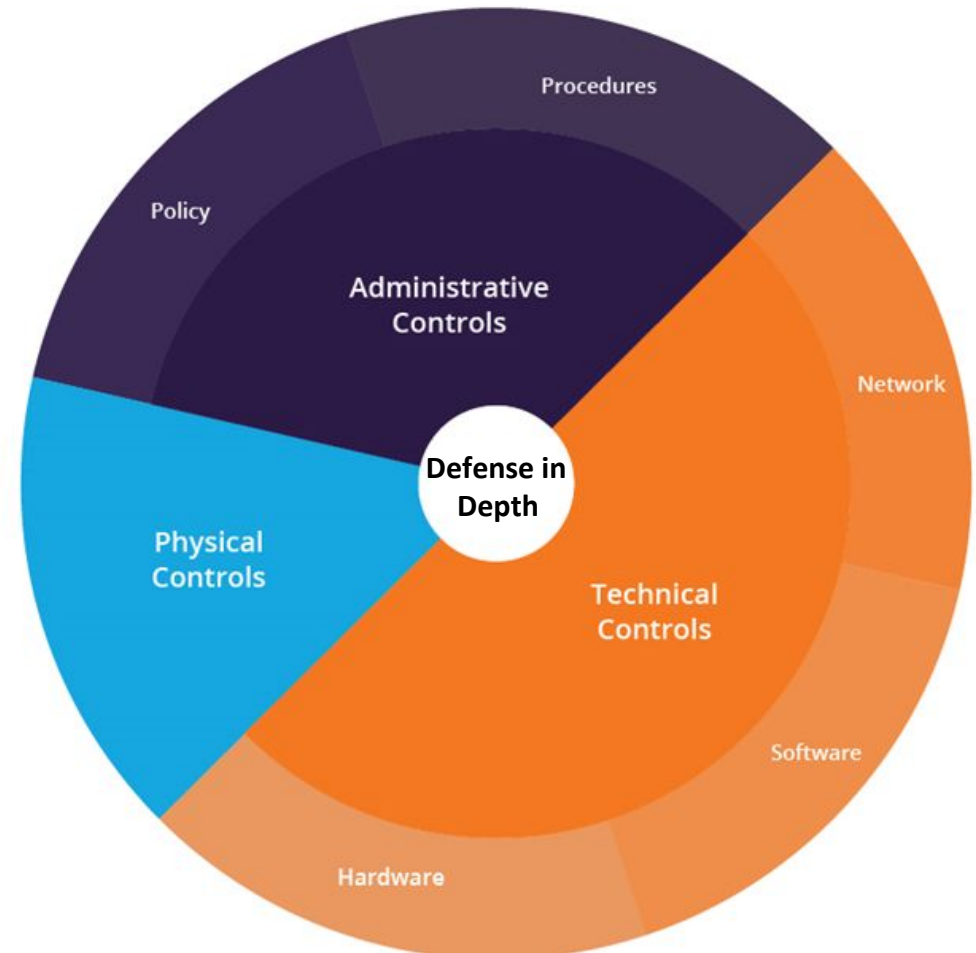 Procedures
Policy
Administrative
Controls
Network
Defense in
Depth
Physical
Controls
Technical
Controls
Software
Hardware